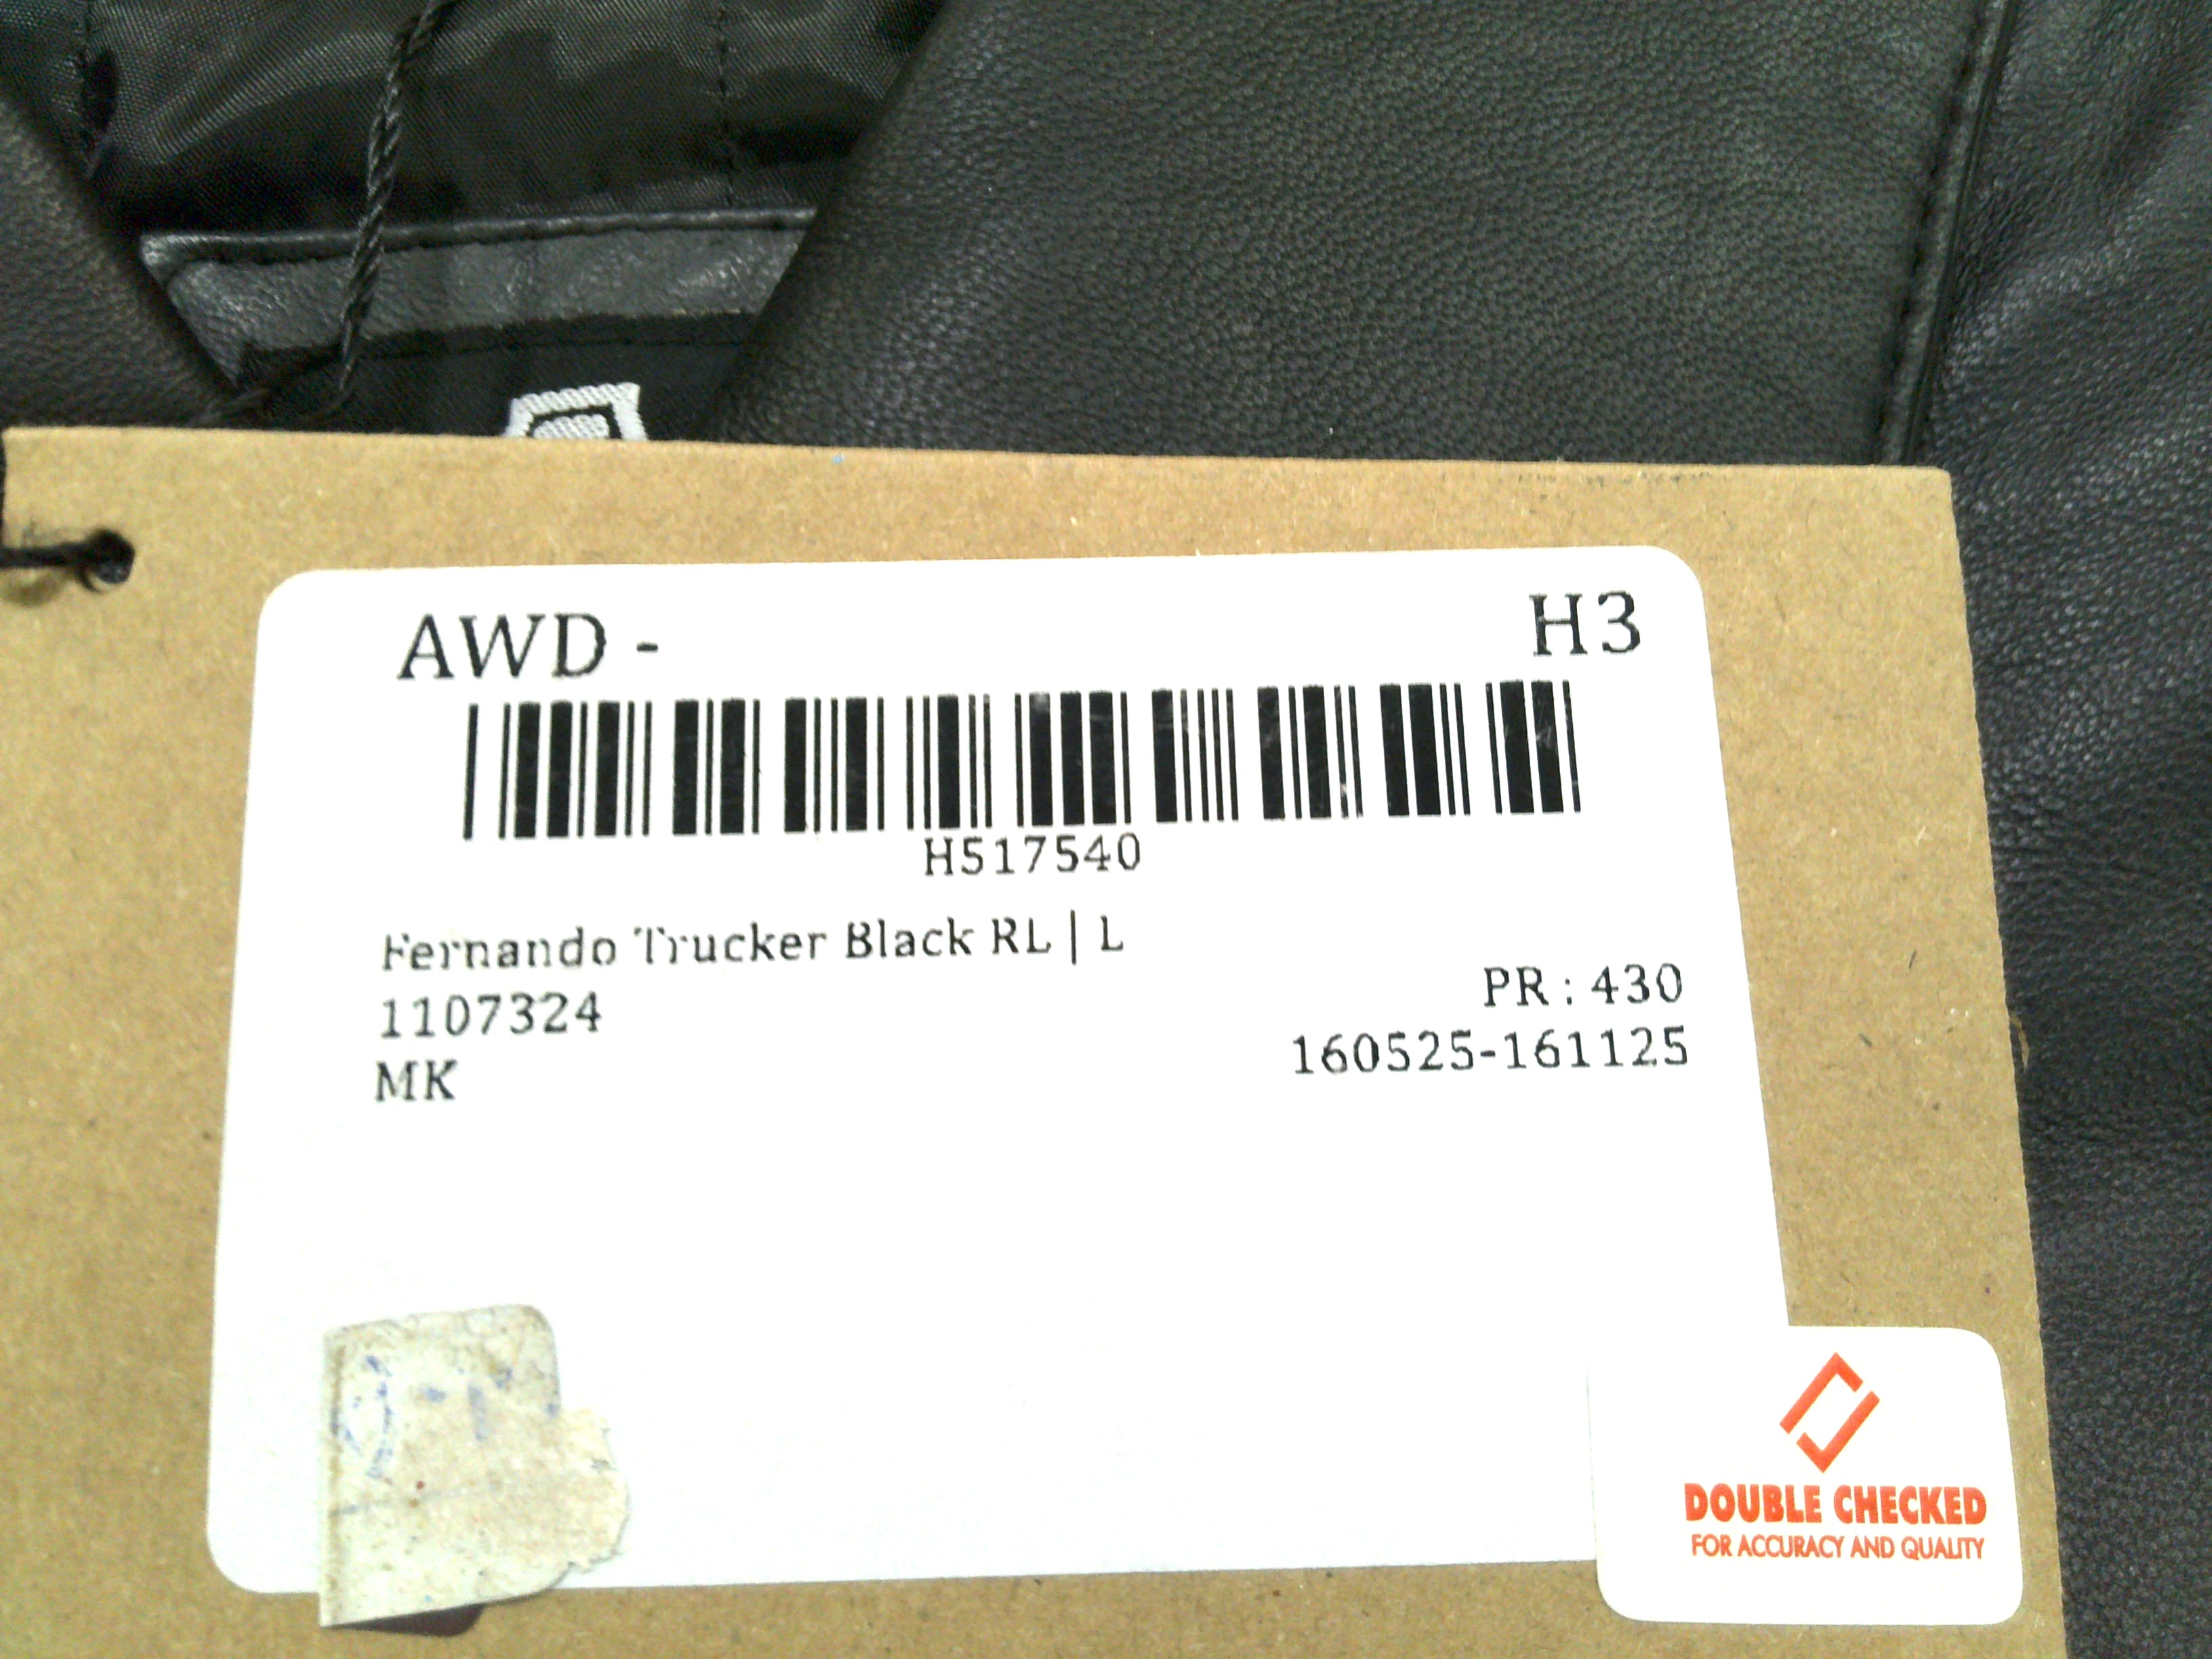 AWD - H3
H517540
Fernando Trucker Black RL | L
1107324
PR : 430
MK
160525-161125
DOUBLE CHECKED
FOR ACCURACY AND QUALITY